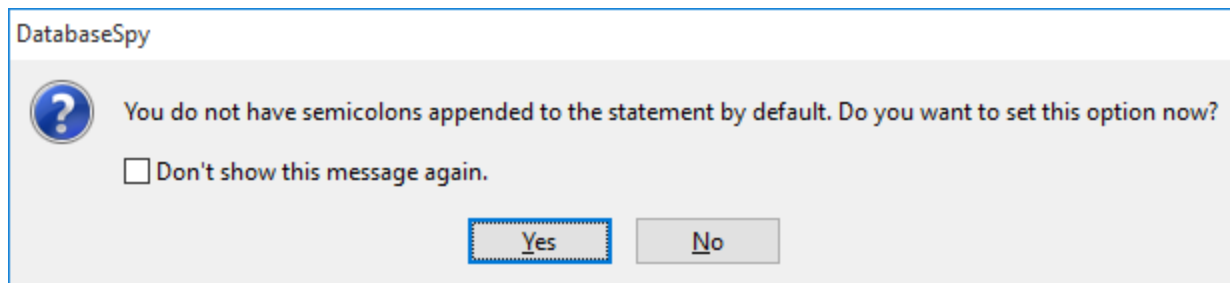 DatabaseSpy
You do not have semicolons appended to the statement by default. Do you want to set this option now?
Don't show this message again.
Yes
No